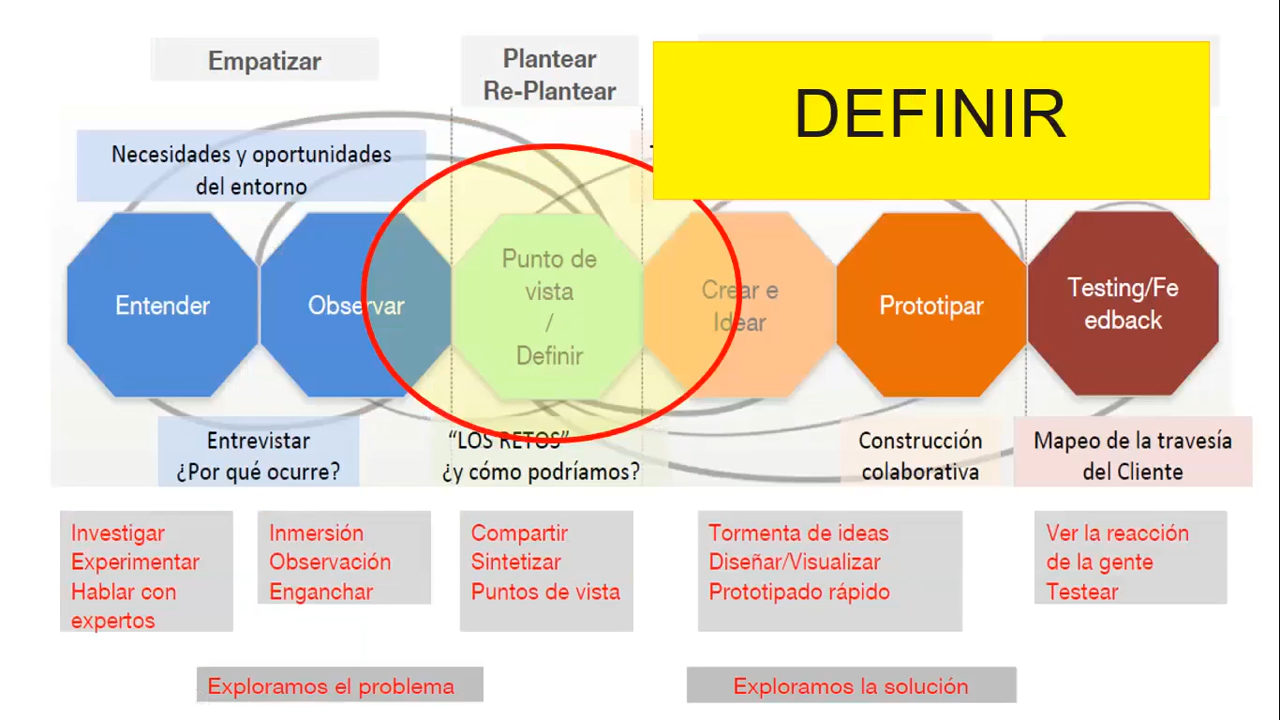 Empatizar
Plantear
Re-Plantear
DEFINIR
Necesidades y oportunidades
del entorno
Entender
Observar
Punto de
vista
/
Definir
Crear e
Idear
Prototipar
Testing/Fe
edback
Entrevistar
¿Por qué ocurre?
“LOS RETOS”
¿y cómo podríamos?
Construcción
colaborativa
Mapeo de la travesía
del Cliente
Investigar
Experimentar
Hablar con
expertos
Inmersión
Observación
Enganchar
Compartir
Sintetizar
Puntos de vista
Tormenta de ideas
Diseñar/Visualizar
Prototipado rápido
Ver la reacción
de la gente
Testear
Exploramos el problema
Exploramos la solución